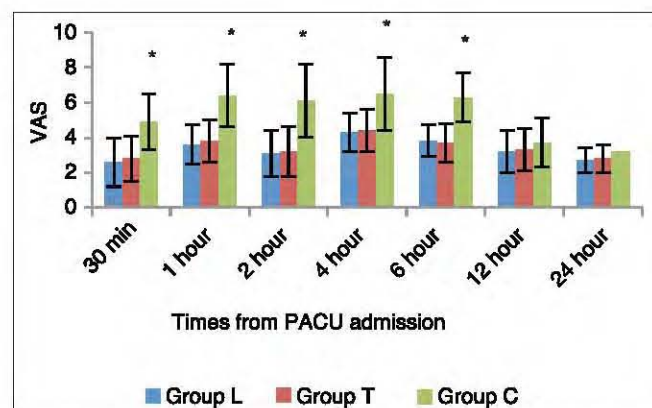 10
8
6
4
2
0
VAS
* * * * *
30 min 1 hour 2 hour 4 hour 6 hour 12 hour 24 hour
Times from PACU admission
Group L Group T Group C